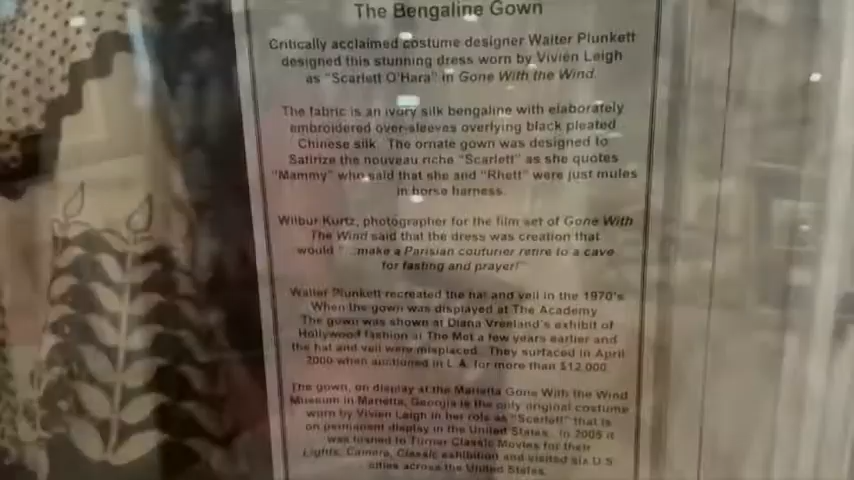 The Bengaline Gown
Critically acclaimed costume designer Walter Plunkett
designed this stunning dress worn by Vivien Leigh
as "Scarlett O'Hara" in Gone With the Wind.
The fabric is an ivory silk bengaline with elaborately
embroidered over-sleeves overlying black pleated
Chinese silk. The ornate gown was designed to
Satirize the nouveau riche "Scarlett" as she quotes
"Mammy" who said that she and "Rhett" were just mules
in horse harness.
Wilbur Kurtz, photographer for the film set of Gone With
The Wind said that the dress was creation that
would "...make a Parisian couturier retire to a cave
for fasting and prayer!"
Walter Plunkett recreated the hat and veil in the 1970's
When the gown was displayed at The Academy
The gown was shown at Diana Vreeland's exhibit of
Hollywood fashion at The Met a few years earlier and
the hat and veil were misplaced. They surfaced in April
2000 when auctioned in L.A. for more than $12,000.
The gown, on display at the Marietta Gone With the Wind
Museum in Marietta, Georgia is the only original costume
worn by Vivien Leigh in her role as "Scarlett" that is
on permanent display in the United States. In 2005 it
was loaned to Turner Classic Movies for their
Lights, Camera, Classic exhibition and visited six U.S.
cities across the United States.